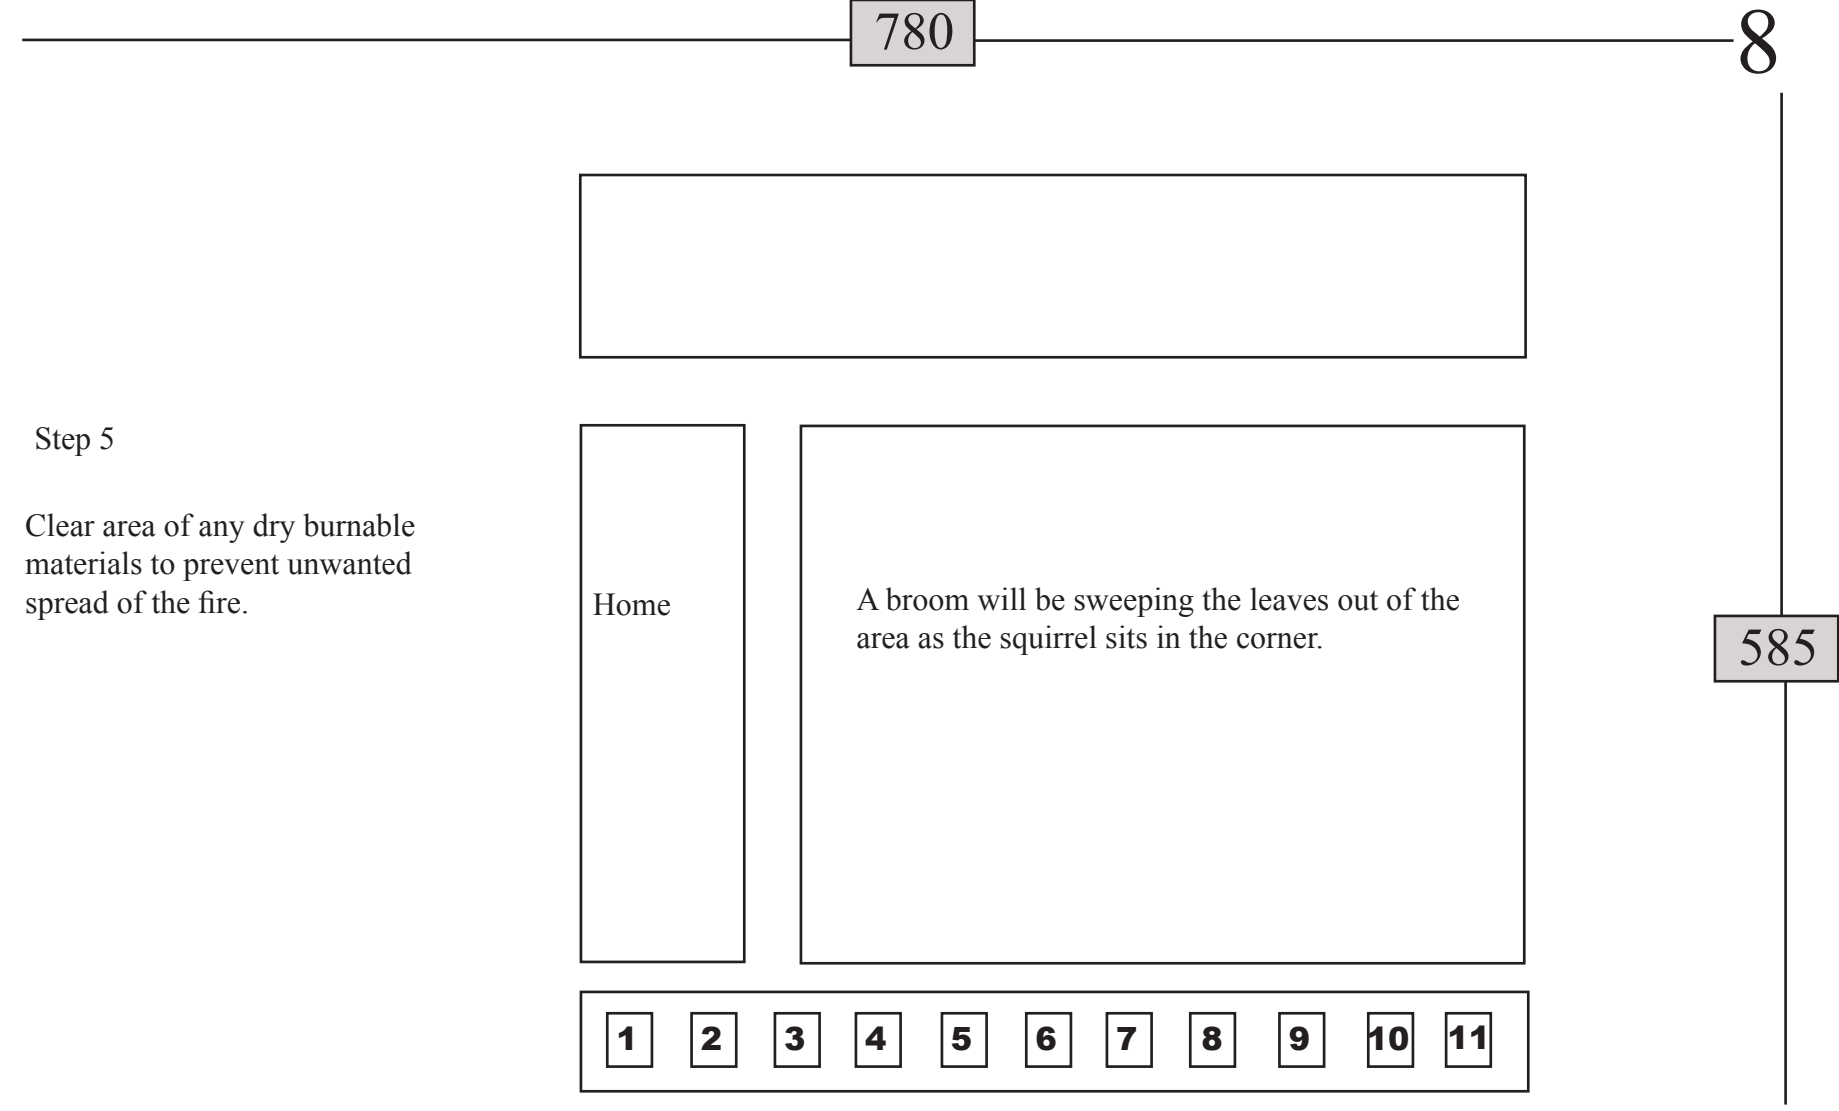 780
8
Step 5
Clear area of any dry burnable
materials to prevent unwanted
spread of the fire.
Home
A broom will be sweeping the leaves out of the
area as the squirrel sits in the corner.
585
1 2 3 4 5 6 7 8 9 10 11